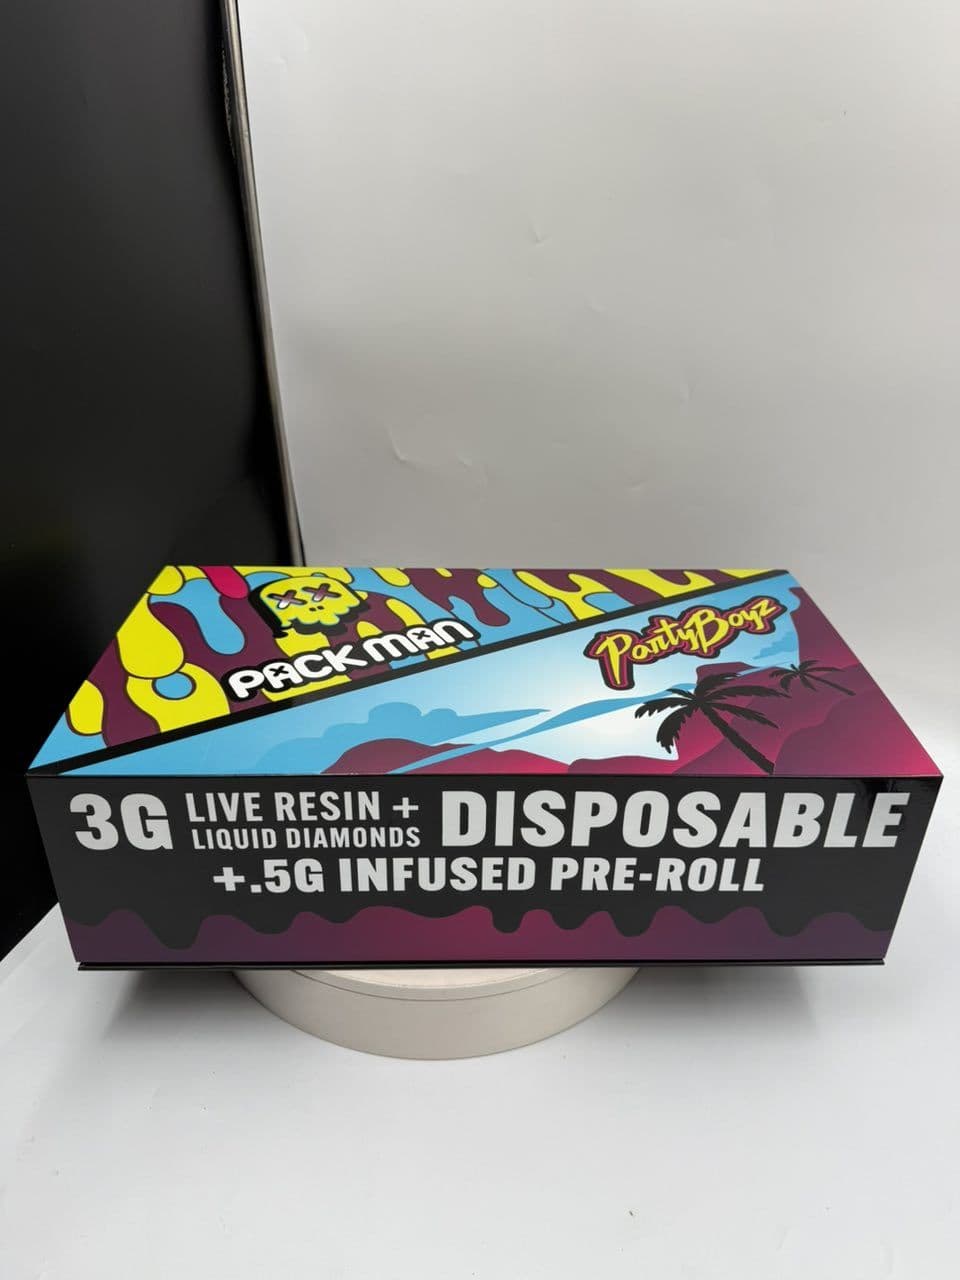 PACKMAN
PartyBoyz
3G LIVE RESIN + DISPOSABLE
LIQUID DIAMONDS
+.5G INFUSED PRE-ROLL